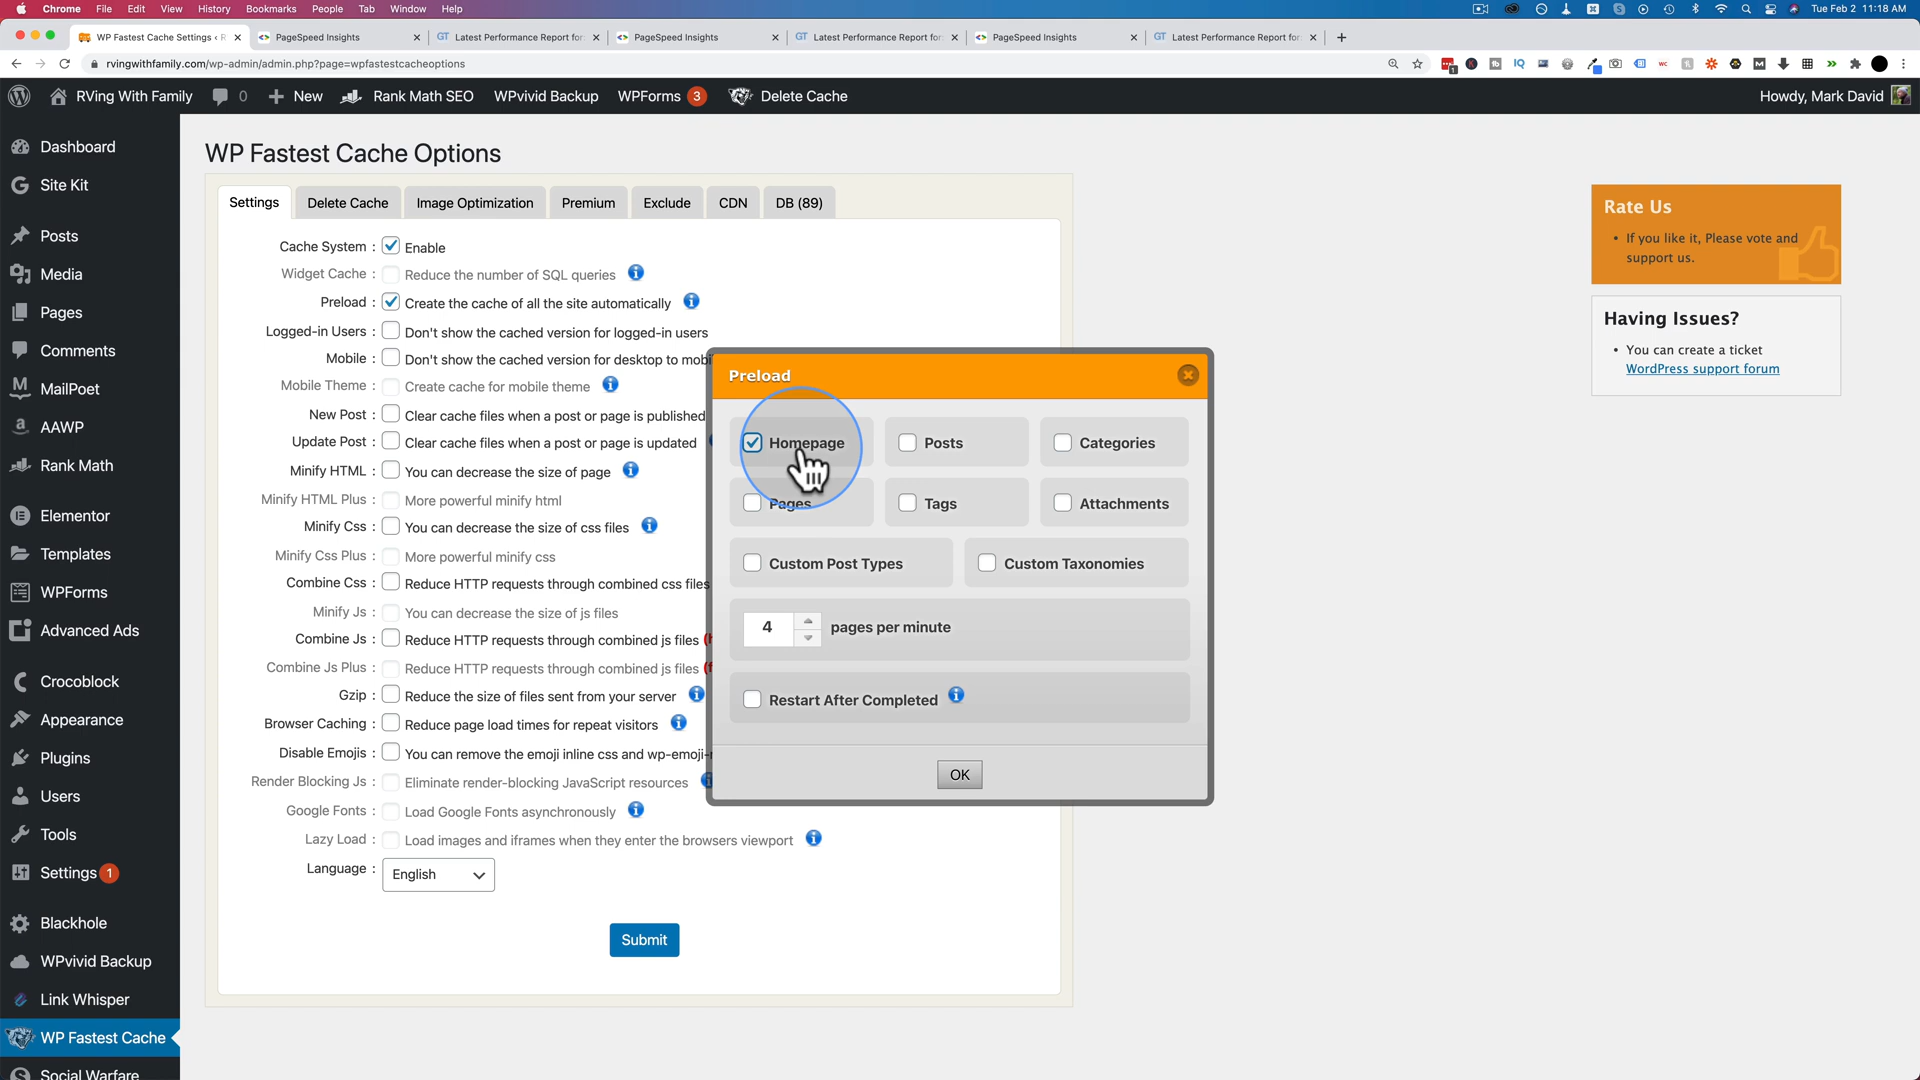 Chrome File Edit View History Bookmarks People Tab Window Help Tue Feb 2 11:18 AM
WP Fastest Cache Settings ‹ R PageSpeed Insights Latest Performance Report for PageSpeed Insights Latest Performance Report for PageSpeed Insights Latest Performance Report for
rvingwithfamily.com/wp-admin/admin.php?page=wpfastestcacheoptions
RVing With Family 0 New Rank Math SEO WPvivid Backup WPForms 3 Delete Cache Howdy, Mark David
Dashboard
Site Kit
Posts
Media
Pages
Comments
MailPoet
AAWP
Rank Math
Elementor
Templates
WPForms
Advanced Ads
Crocoblock
Appearance
Plugins
Users
Tools
Settings 1
Blackhole
WPvivid Backup
Link Whisper
WP Fastest Cache
Social Warfare
WP Fastest Cache Options
Settings Delete Cache Image Optimization Premium Exclude CDN DB (89)
Cache System : Enable
Widget Cache : Reduce the number of SQL queries
Preload : Create the cache of all the site automatically
Logged-in Users : Don't show the cached version for logged-in users
Mobile : Don't show the cached version for desktop to mobi
Mobile Theme : Create cache for mobile theme
New Post : Clear cache files when a post or page is published
Update Post : Clear cache files when a post or page is updated
Minify HTML : You can decrease the size of page
Minify HTML Plus : More powerful minify html
Minify Css : You can decrease the size of css files
Minify Css Plus : More powerful minify css
Combine Css : Reduce HTTP requests through combined css files
Minify Js : You can decrease the size of js files
Combine Js : Reduce HTTP requests through combined js files
Combine Js Plus : Reduce HTTP requests through combined js files
Gzip : Reduce the size of files sent from your server
Browser Caching : Reduce page load times for repeat visitors
Disable Emojis : You can remove the emoji inline css and wp-emoji-
Render Blocking Js : Eliminate render-blocking JavaScript resources
Google Fonts : Load Google Fonts asynchronously
Lazy Load : Load images and iframes when they enter the browsers viewport
Language : English
Submit
Preload
Homepage Posts Categories
Pages Tags Attachments
Custom Post Types Custom Taxonomies
4 pages per minute
Restart After Completed
OK
Rate Us
• If you like it, Please vote and
support us.
Having Issues?
• You can create a ticket
WordPress support forum